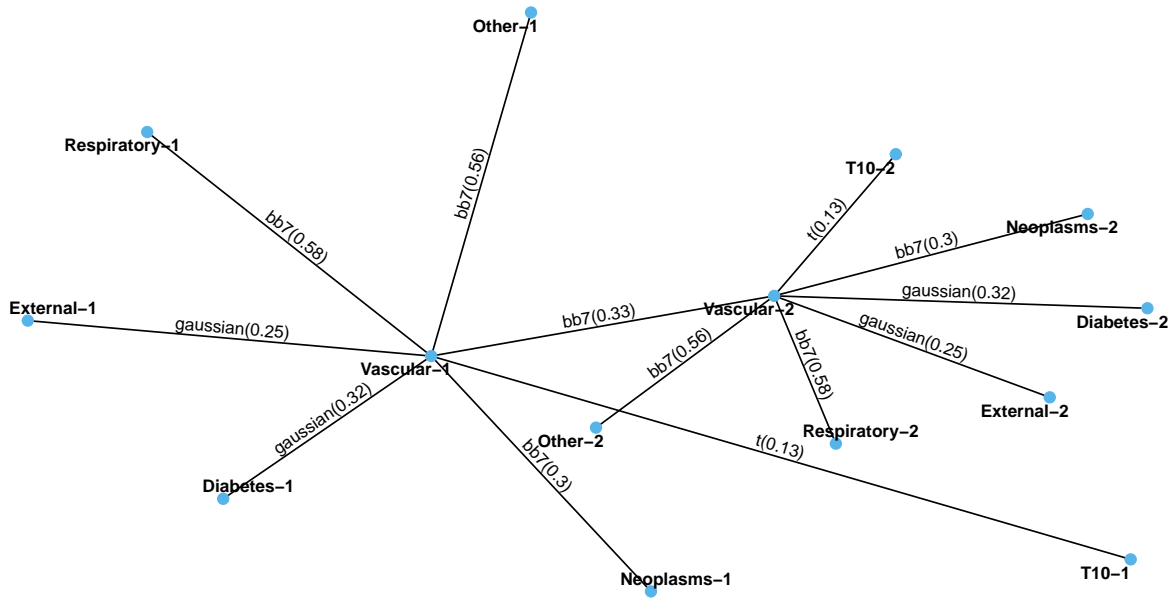 Other−1
Respiratory−1
bb7(0.56)
T10−2
t(0.13)
Neoplasms−2
bb7(0.58)
bb7(0.3)
gaussian(0.32)
External−1
Vascular−2
Diabetes−2
bb7(0.33)
gaussian(0.25)
gaussian(0.25)
bb7(0.56)
bb7(0.58)
Vascular−1
gaussian(0.32)
External−2
Respiratory−2
Other−2
t(0.13)
bb7(0.3)
Diabetes−1
T10−1
Neoplasms−1